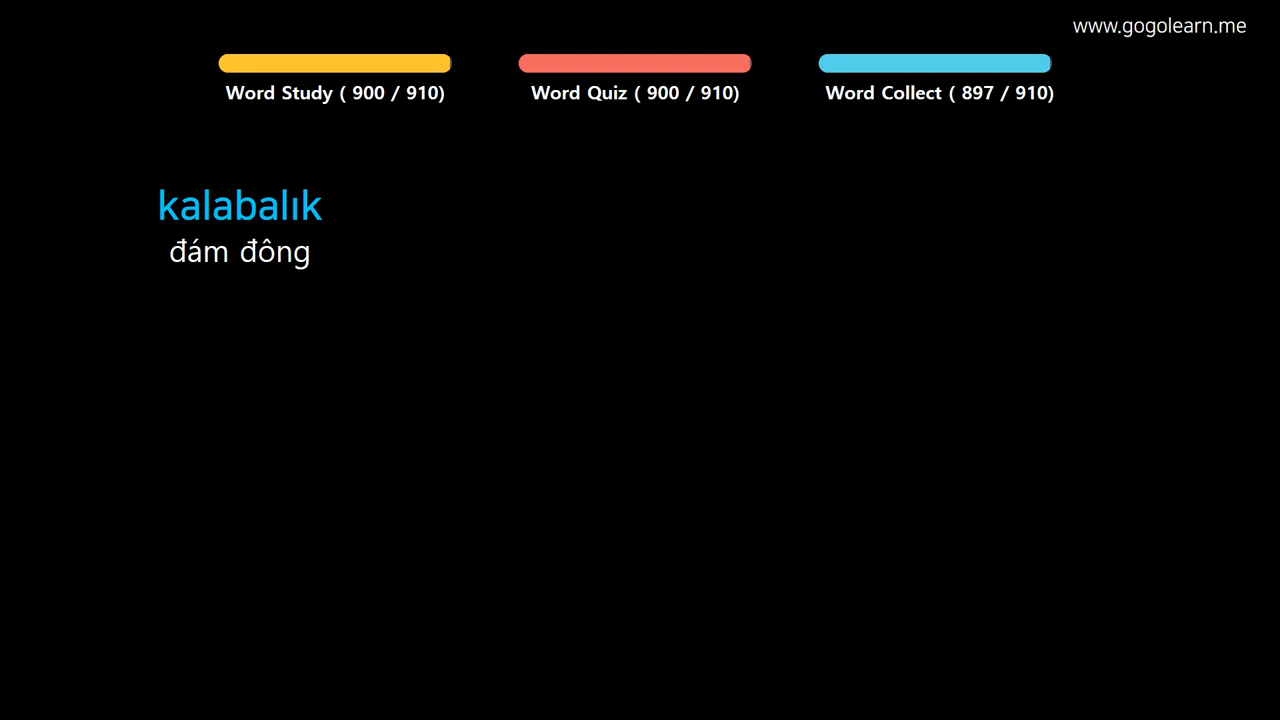 www.gogolearn.me
Word Study ( 900 / 910)
Word Quiz ( 900 / 910)
Word Collect ( 897 / 910)
kalabalık
đám đông